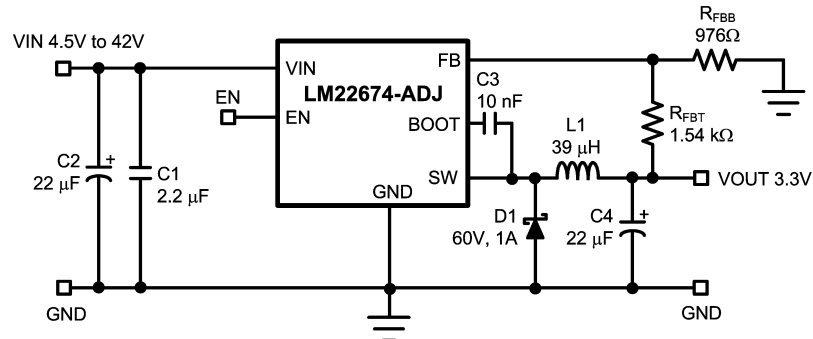 VIN 4.5V to 42V
EN
C2
22 μF
+
C1
2.2 μF
GND
VIN
FB
LM22674-ADJ
EN
BOOT
SW
GND
C3
10 nF
L1
39 μH
D1
60V, 1A
C4
22 μF
+
RFBB
976Ω
RFBT
1.54 kΩ
VOUT 3.3V
GND